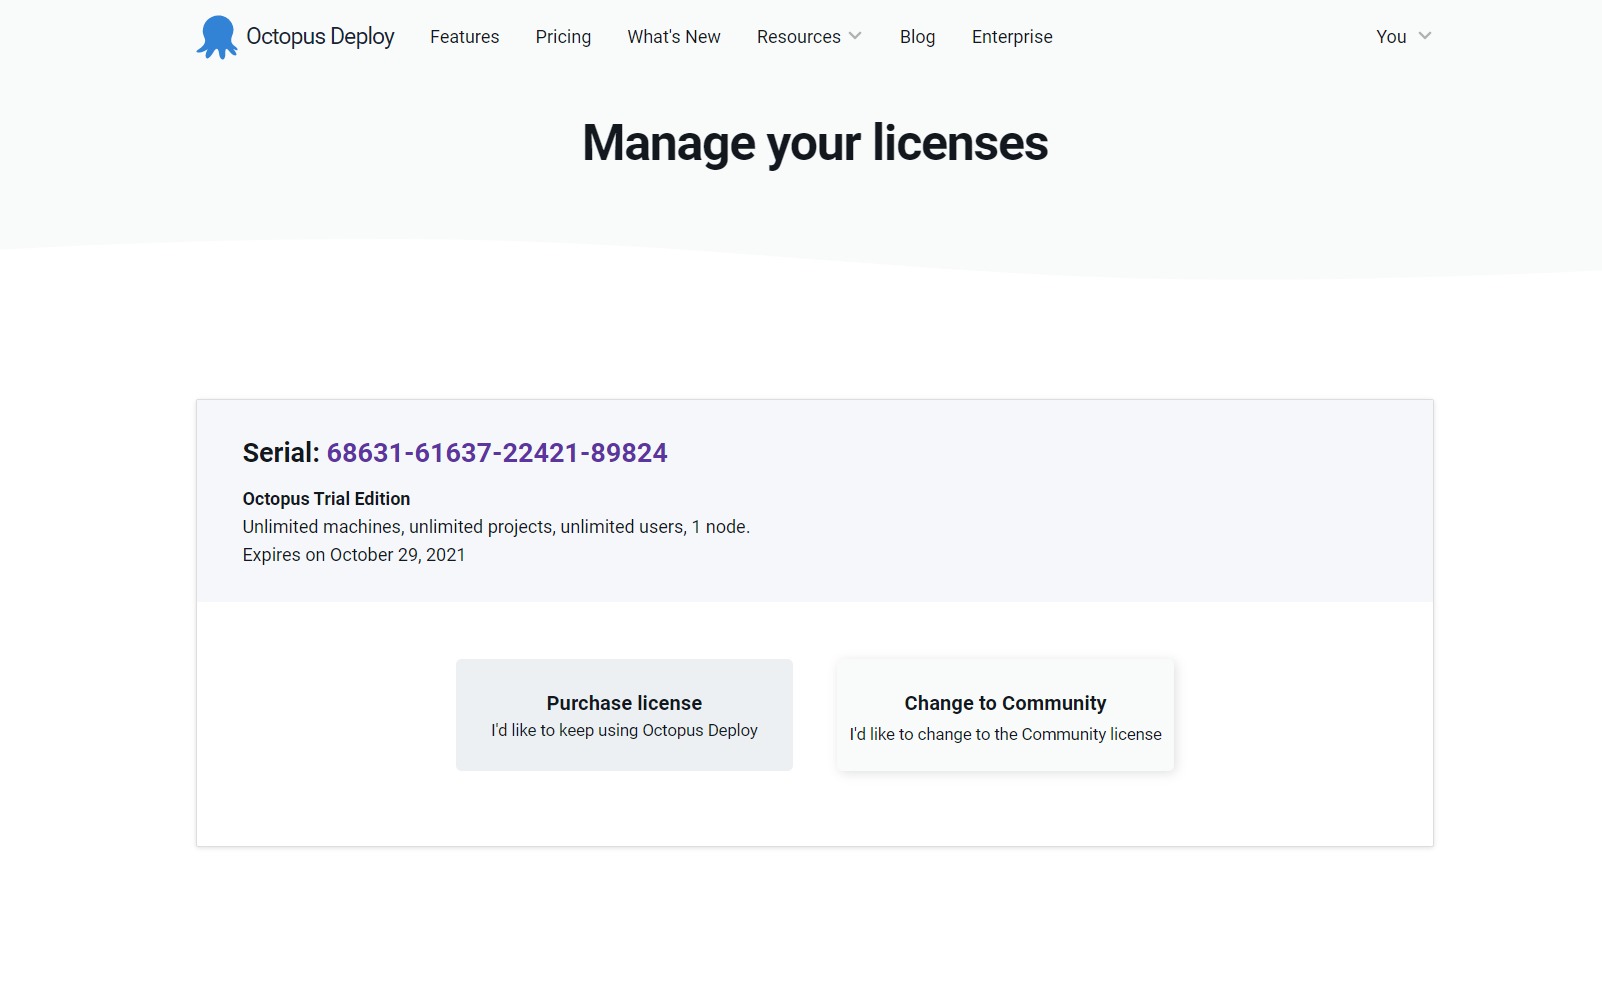 Octopus Deploy Features Pricing What's New Resources Blog Enterprise You
Manage your licenses
Serial: 68631-61637-22421-89824
Octopus Trial Edition
Unlimited machines, unlimited projects, unlimited users, 1 node.
Expires on October 29, 2021
Purchase license
I'd like to keep using Octopus Deploy
Change to Community
I'd like to change to the Community license